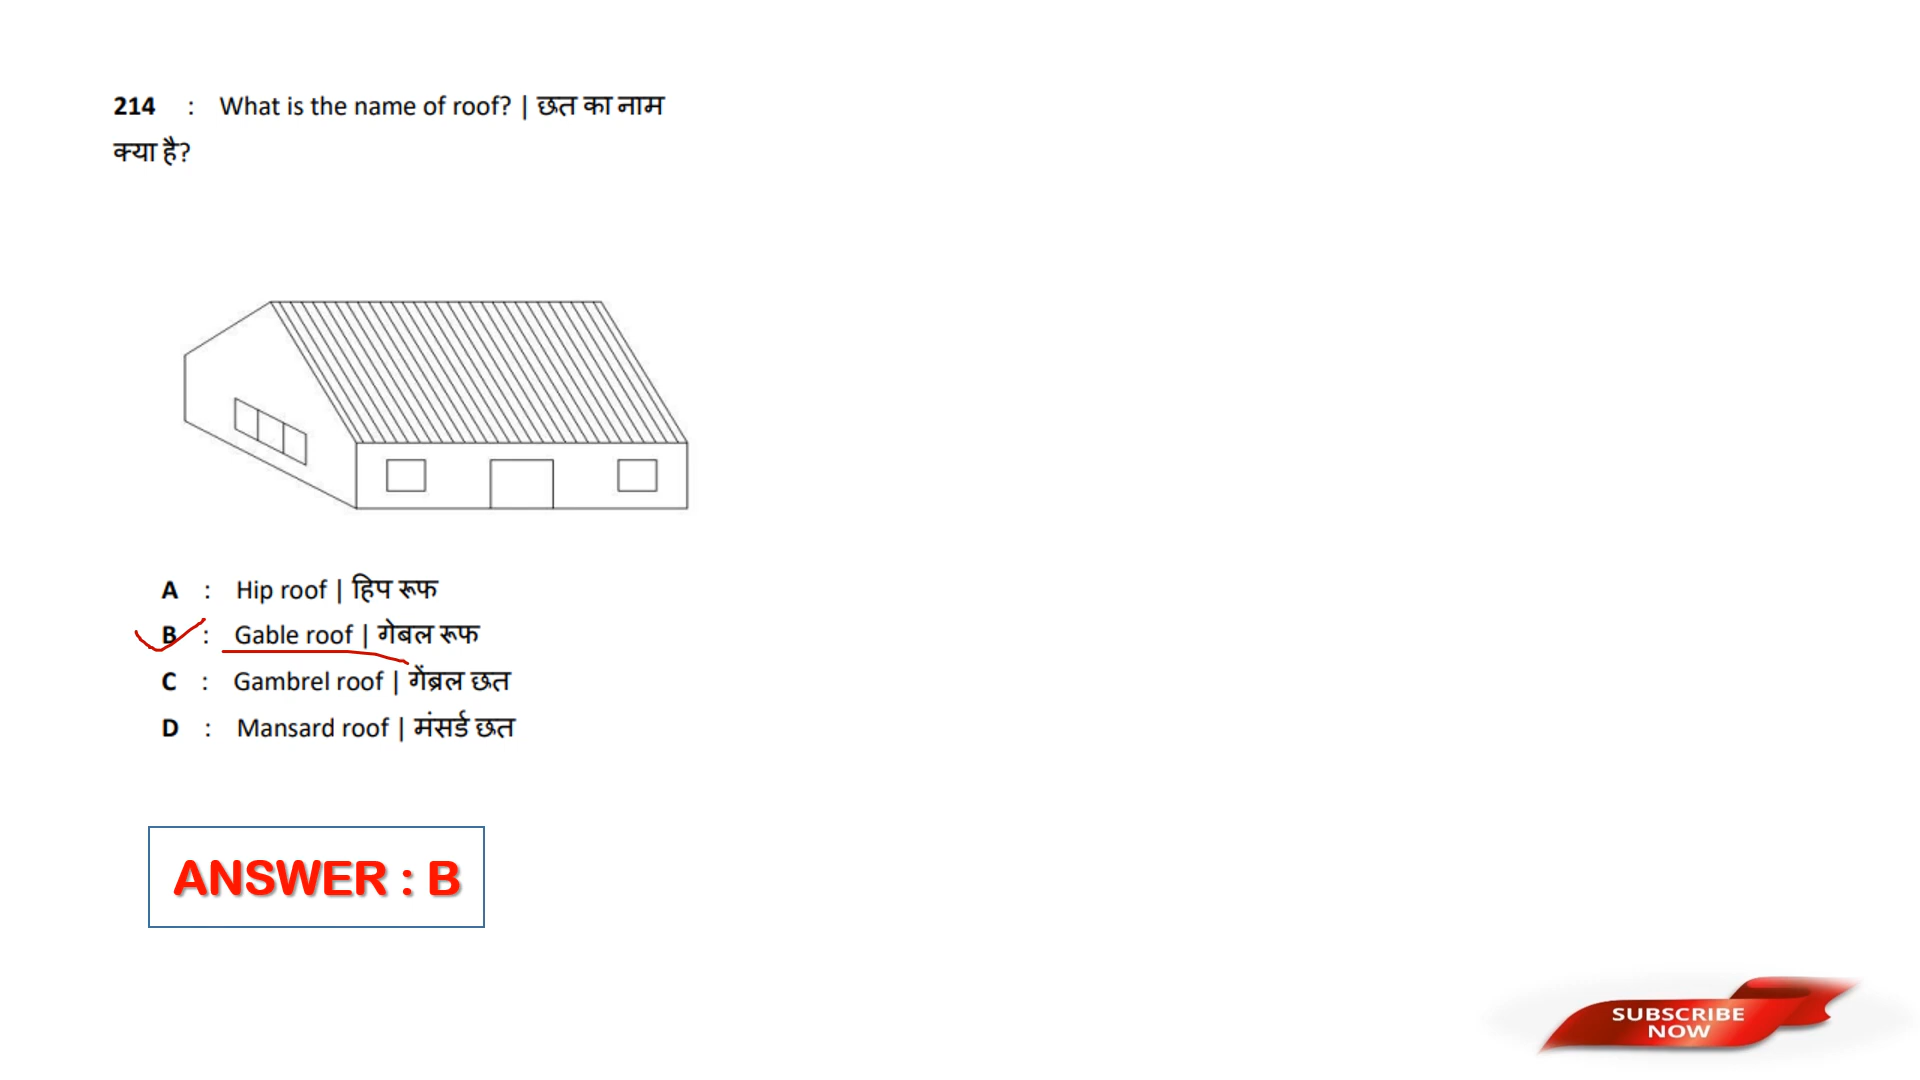 214 : What is the name of roof? | छत का नाम
क्या है?
A : Hip roof | हिप रूफ
B : Gable roof | गेबल रूफ
C : Gambrel roof | गेंब्रल छत
D : Mansard roof | मंसर्ड छत
ANSWER : B
SUBSCRIBE
NOW